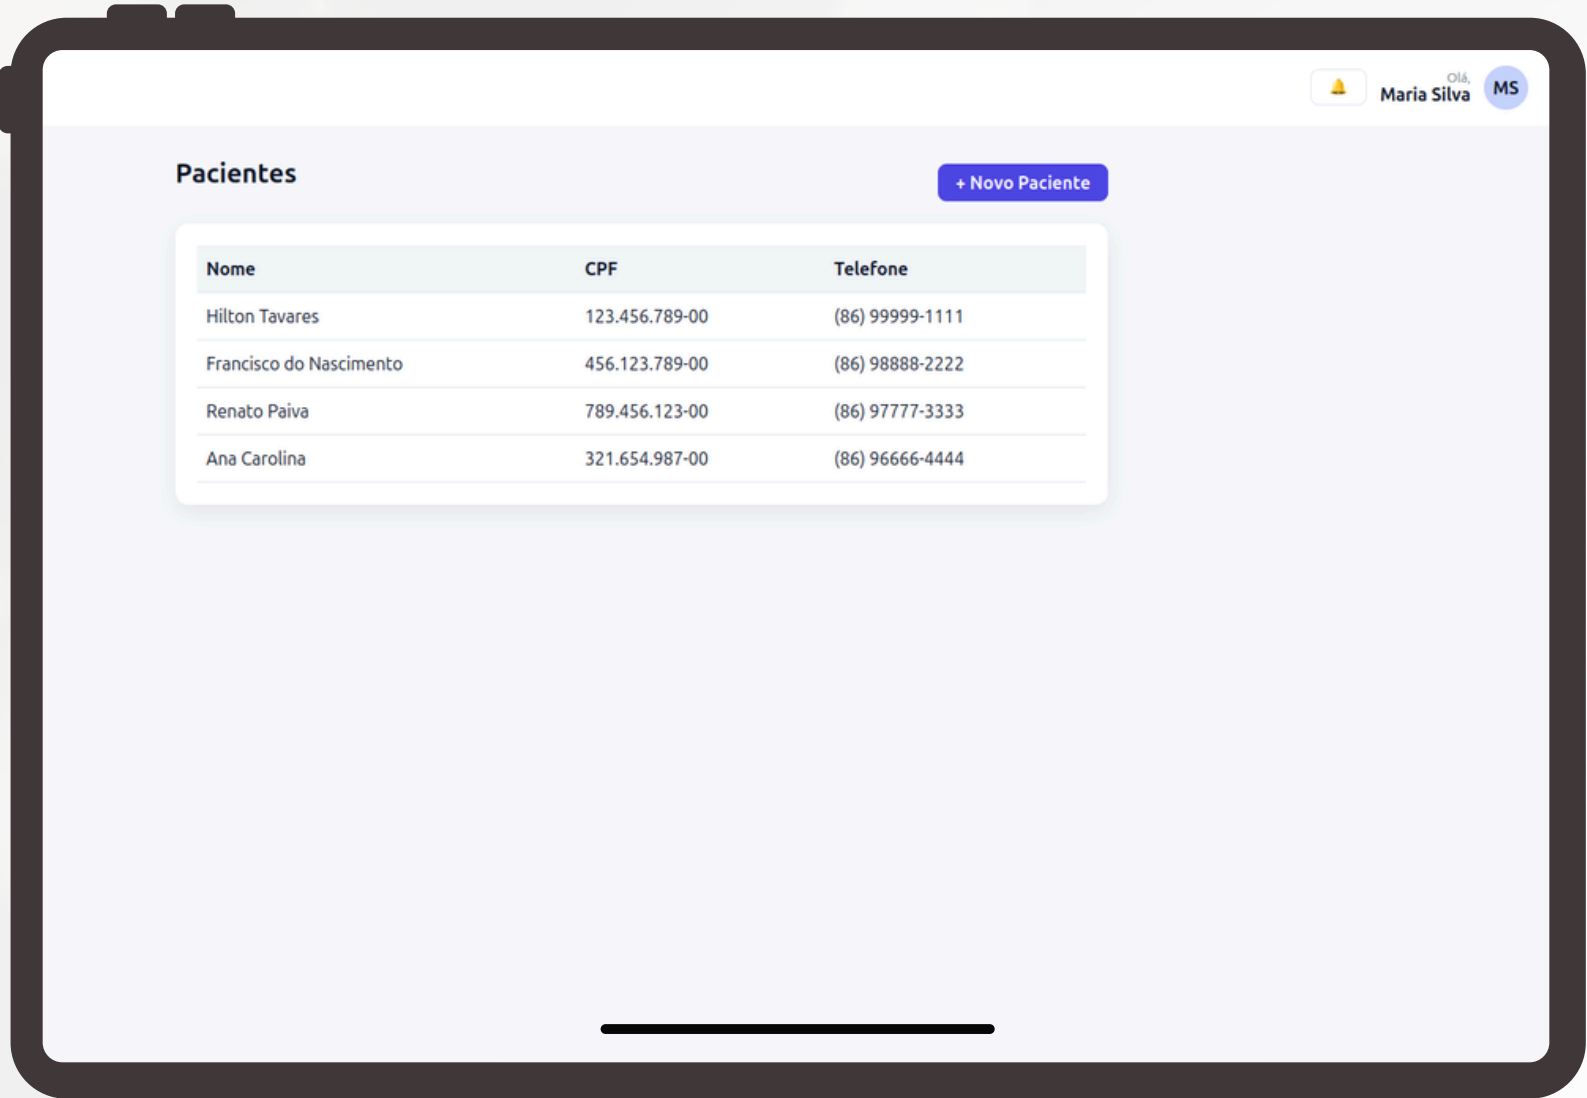 Olá,
Maria Silva
MS
Pacientes
+ Novo Paciente
Nome CPF Telefone
Hilton Tavares 123.456.789-00 (86) 99999-1111
Francisco do Nascimento 456.123.789-00 (86) 98888-2222
Renato Paiva 789.456.123-00 (86) 97777-3333
Ana Carolina 321.654.987-00 (86) 96666-4444